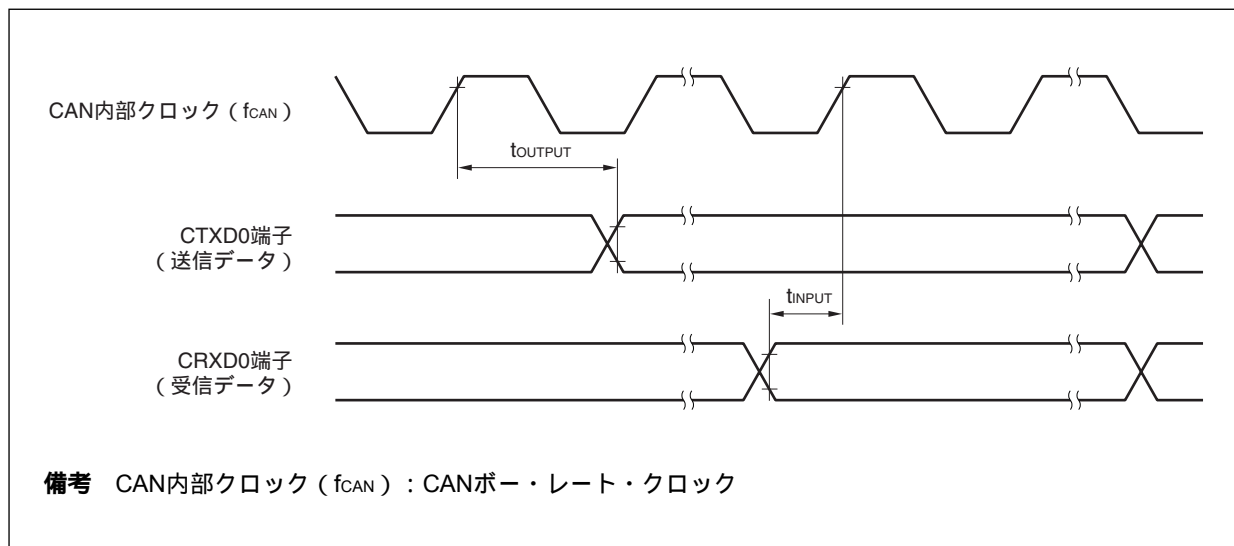 CAN内部クロック（fCAN）
tOUTPUT
CTXD0端子
（送信データ）
tINPUT
CRXD0端子
（受信データ）
備考　CAN内部クロック（fCAN）：CANボー・レート・クロック